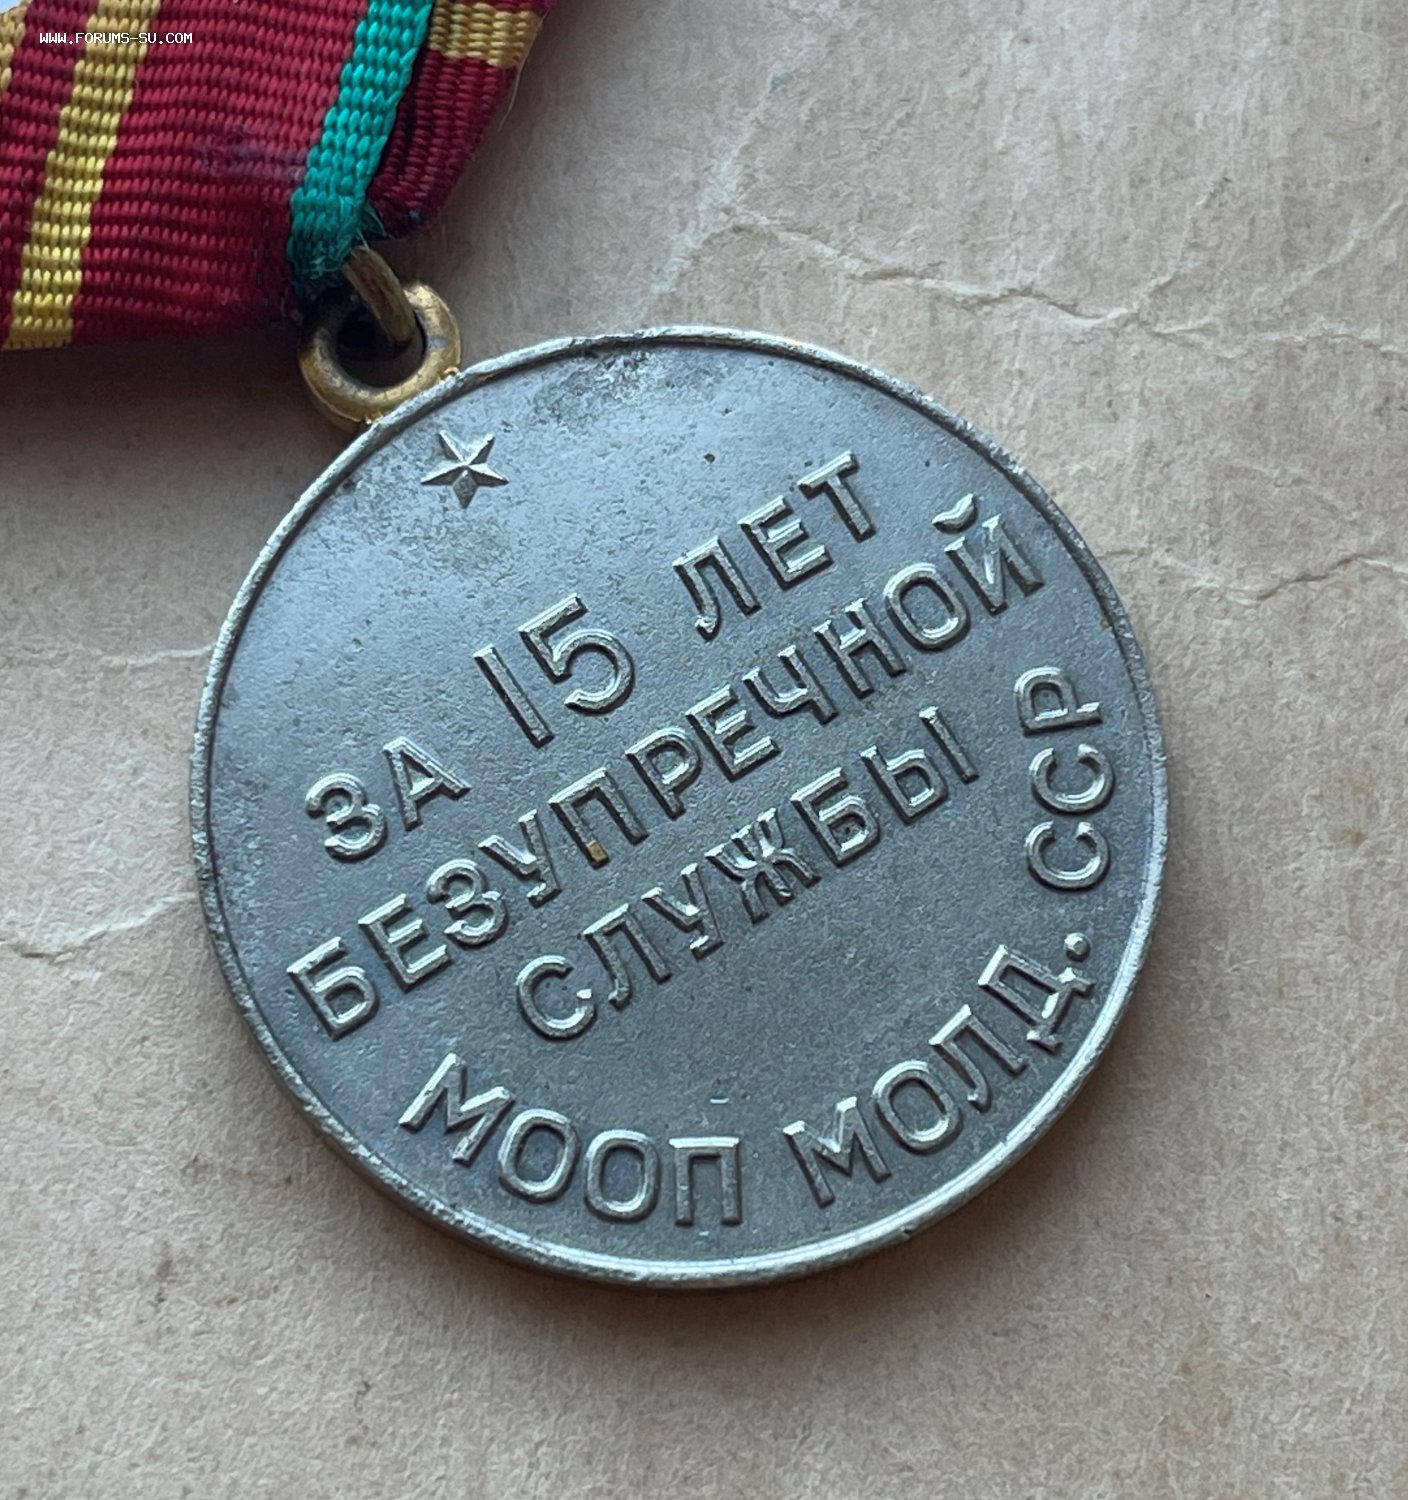 WWW.FORUMS-SU.COM
ЗА 15 ЛЕТ
БЕЗУПРЕЧНОЙ
СЛУЖБЫ
МООП МОЛД. ССР